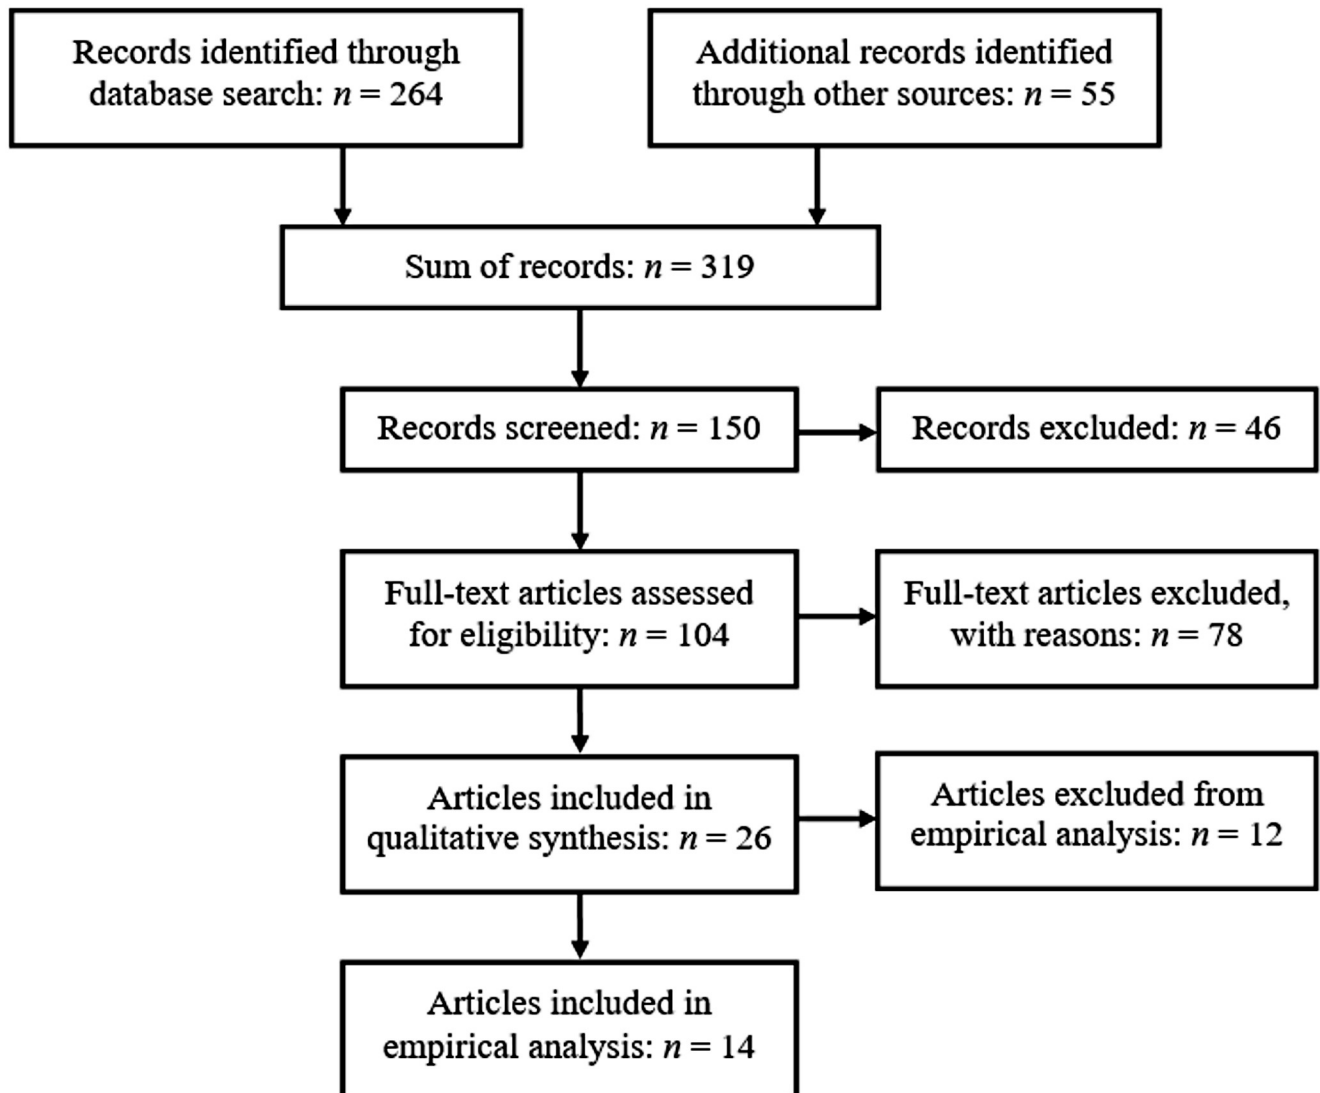 Records identified through
database search: n = 264
Additional records identified
through other sources: n = 55
Sum of records: n = 319
Records screened: n = 150
Records excluded: n = 46
Full-text articles assessed
for eligibility: n = 104
Full-text articles excluded,
with reasons: n = 78
Articles included in
qualitative synthesis: n = 26
Articles excluded from
empirical analysis: n = 12
Articles included in
empirical analysis: n = 14